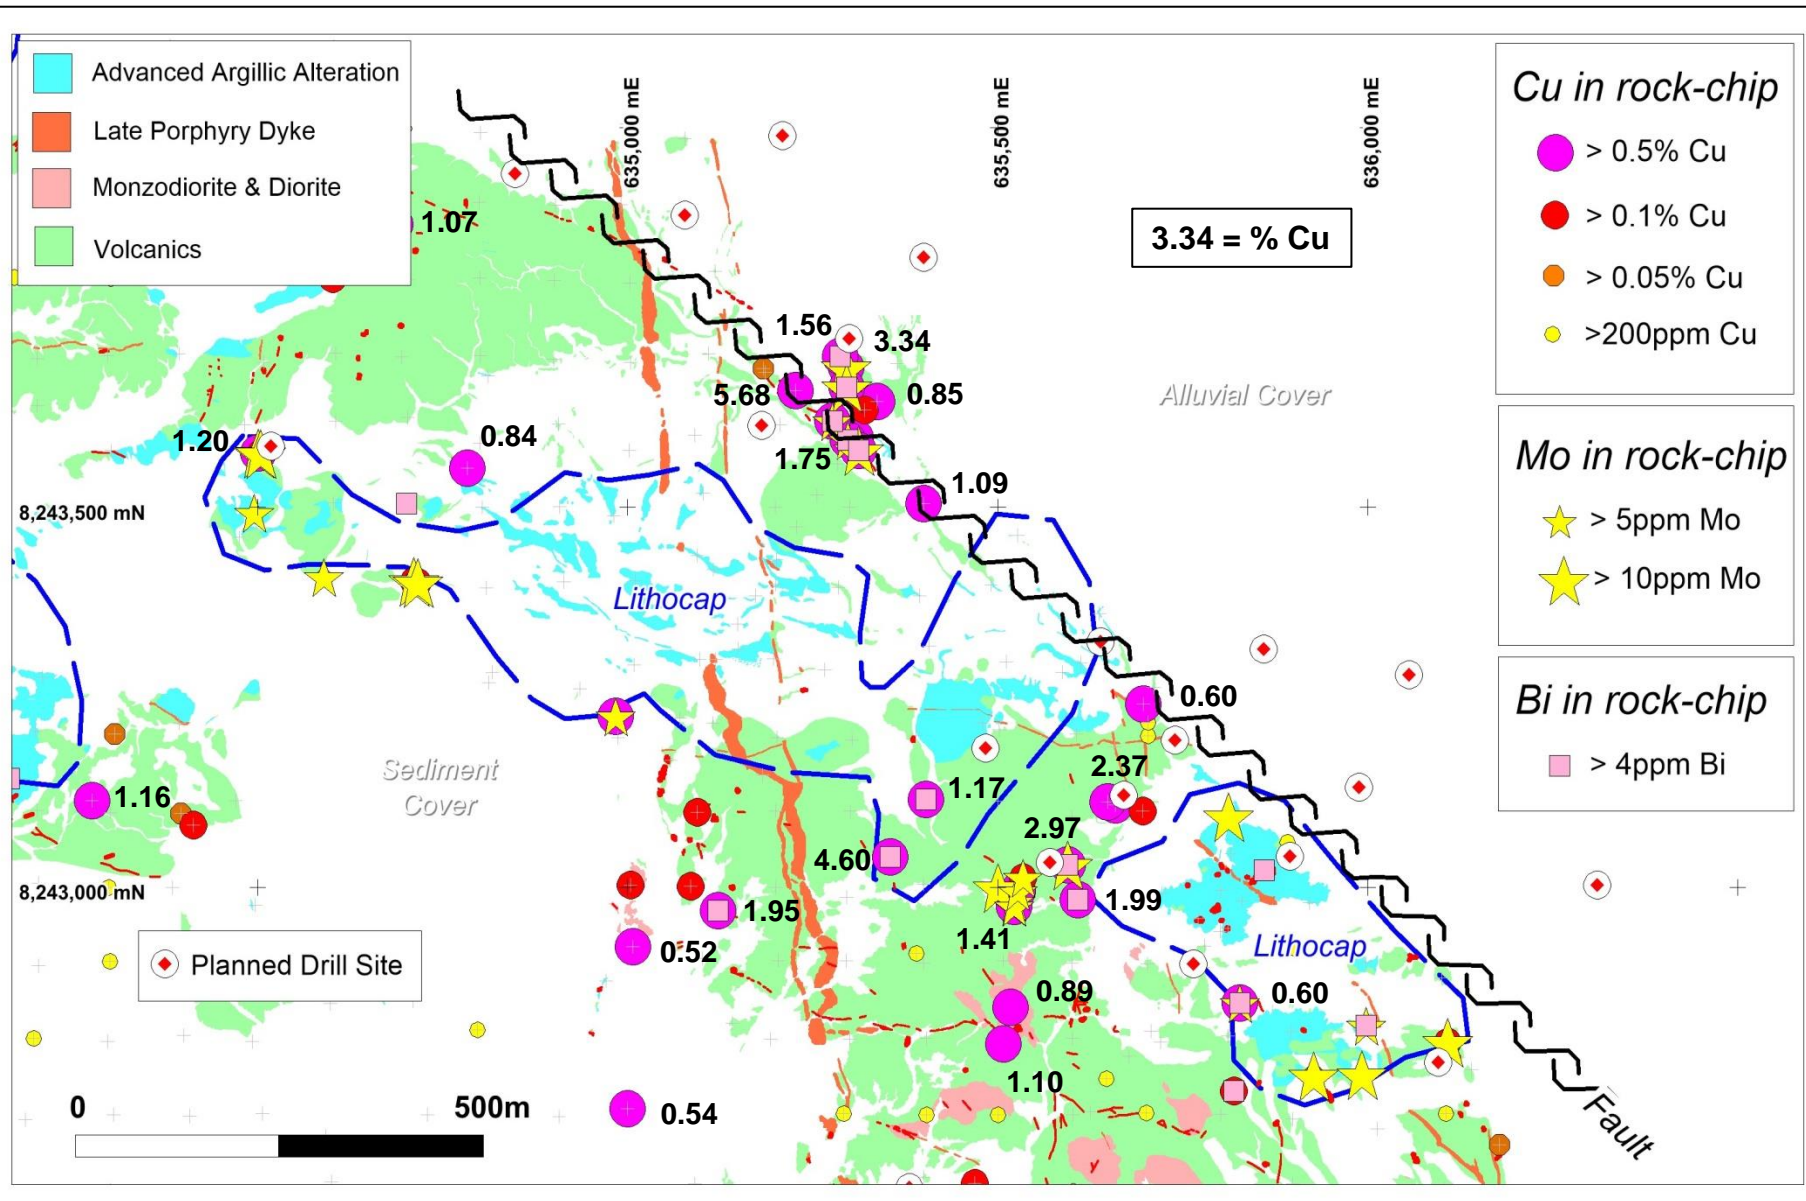 Advanced Argillic Alteration
Late Porphyry Dyke
Monzodiorite & Diorite
Volcanics
635,000 mE
635,500 mE
636,000 mE
Cu in rock-chip
> 0.5% Cu
> 0.1% Cu
> 0.05% Cu
>200ppm Cu
Mo in rock-chip
> 5ppm Mo
> 10ppm Mo
Bi in rock-chip
> 4ppm Bi
3.34 = % Cu
1.07
1.56
3.34
5.68
0.85
Alluvial Cover
1.20
0.84
1.75
1.09
8,243,500 mN
Lithocap
0.60
Sediment
Cover
1.16
1.17
2.37
2.97
4.60
8,243,000 mN
1.95
1.99
1.41
0.52
Lithocap
Planned Drill Site
0.89
0.60
1.10
0.54
0
500m
Fault